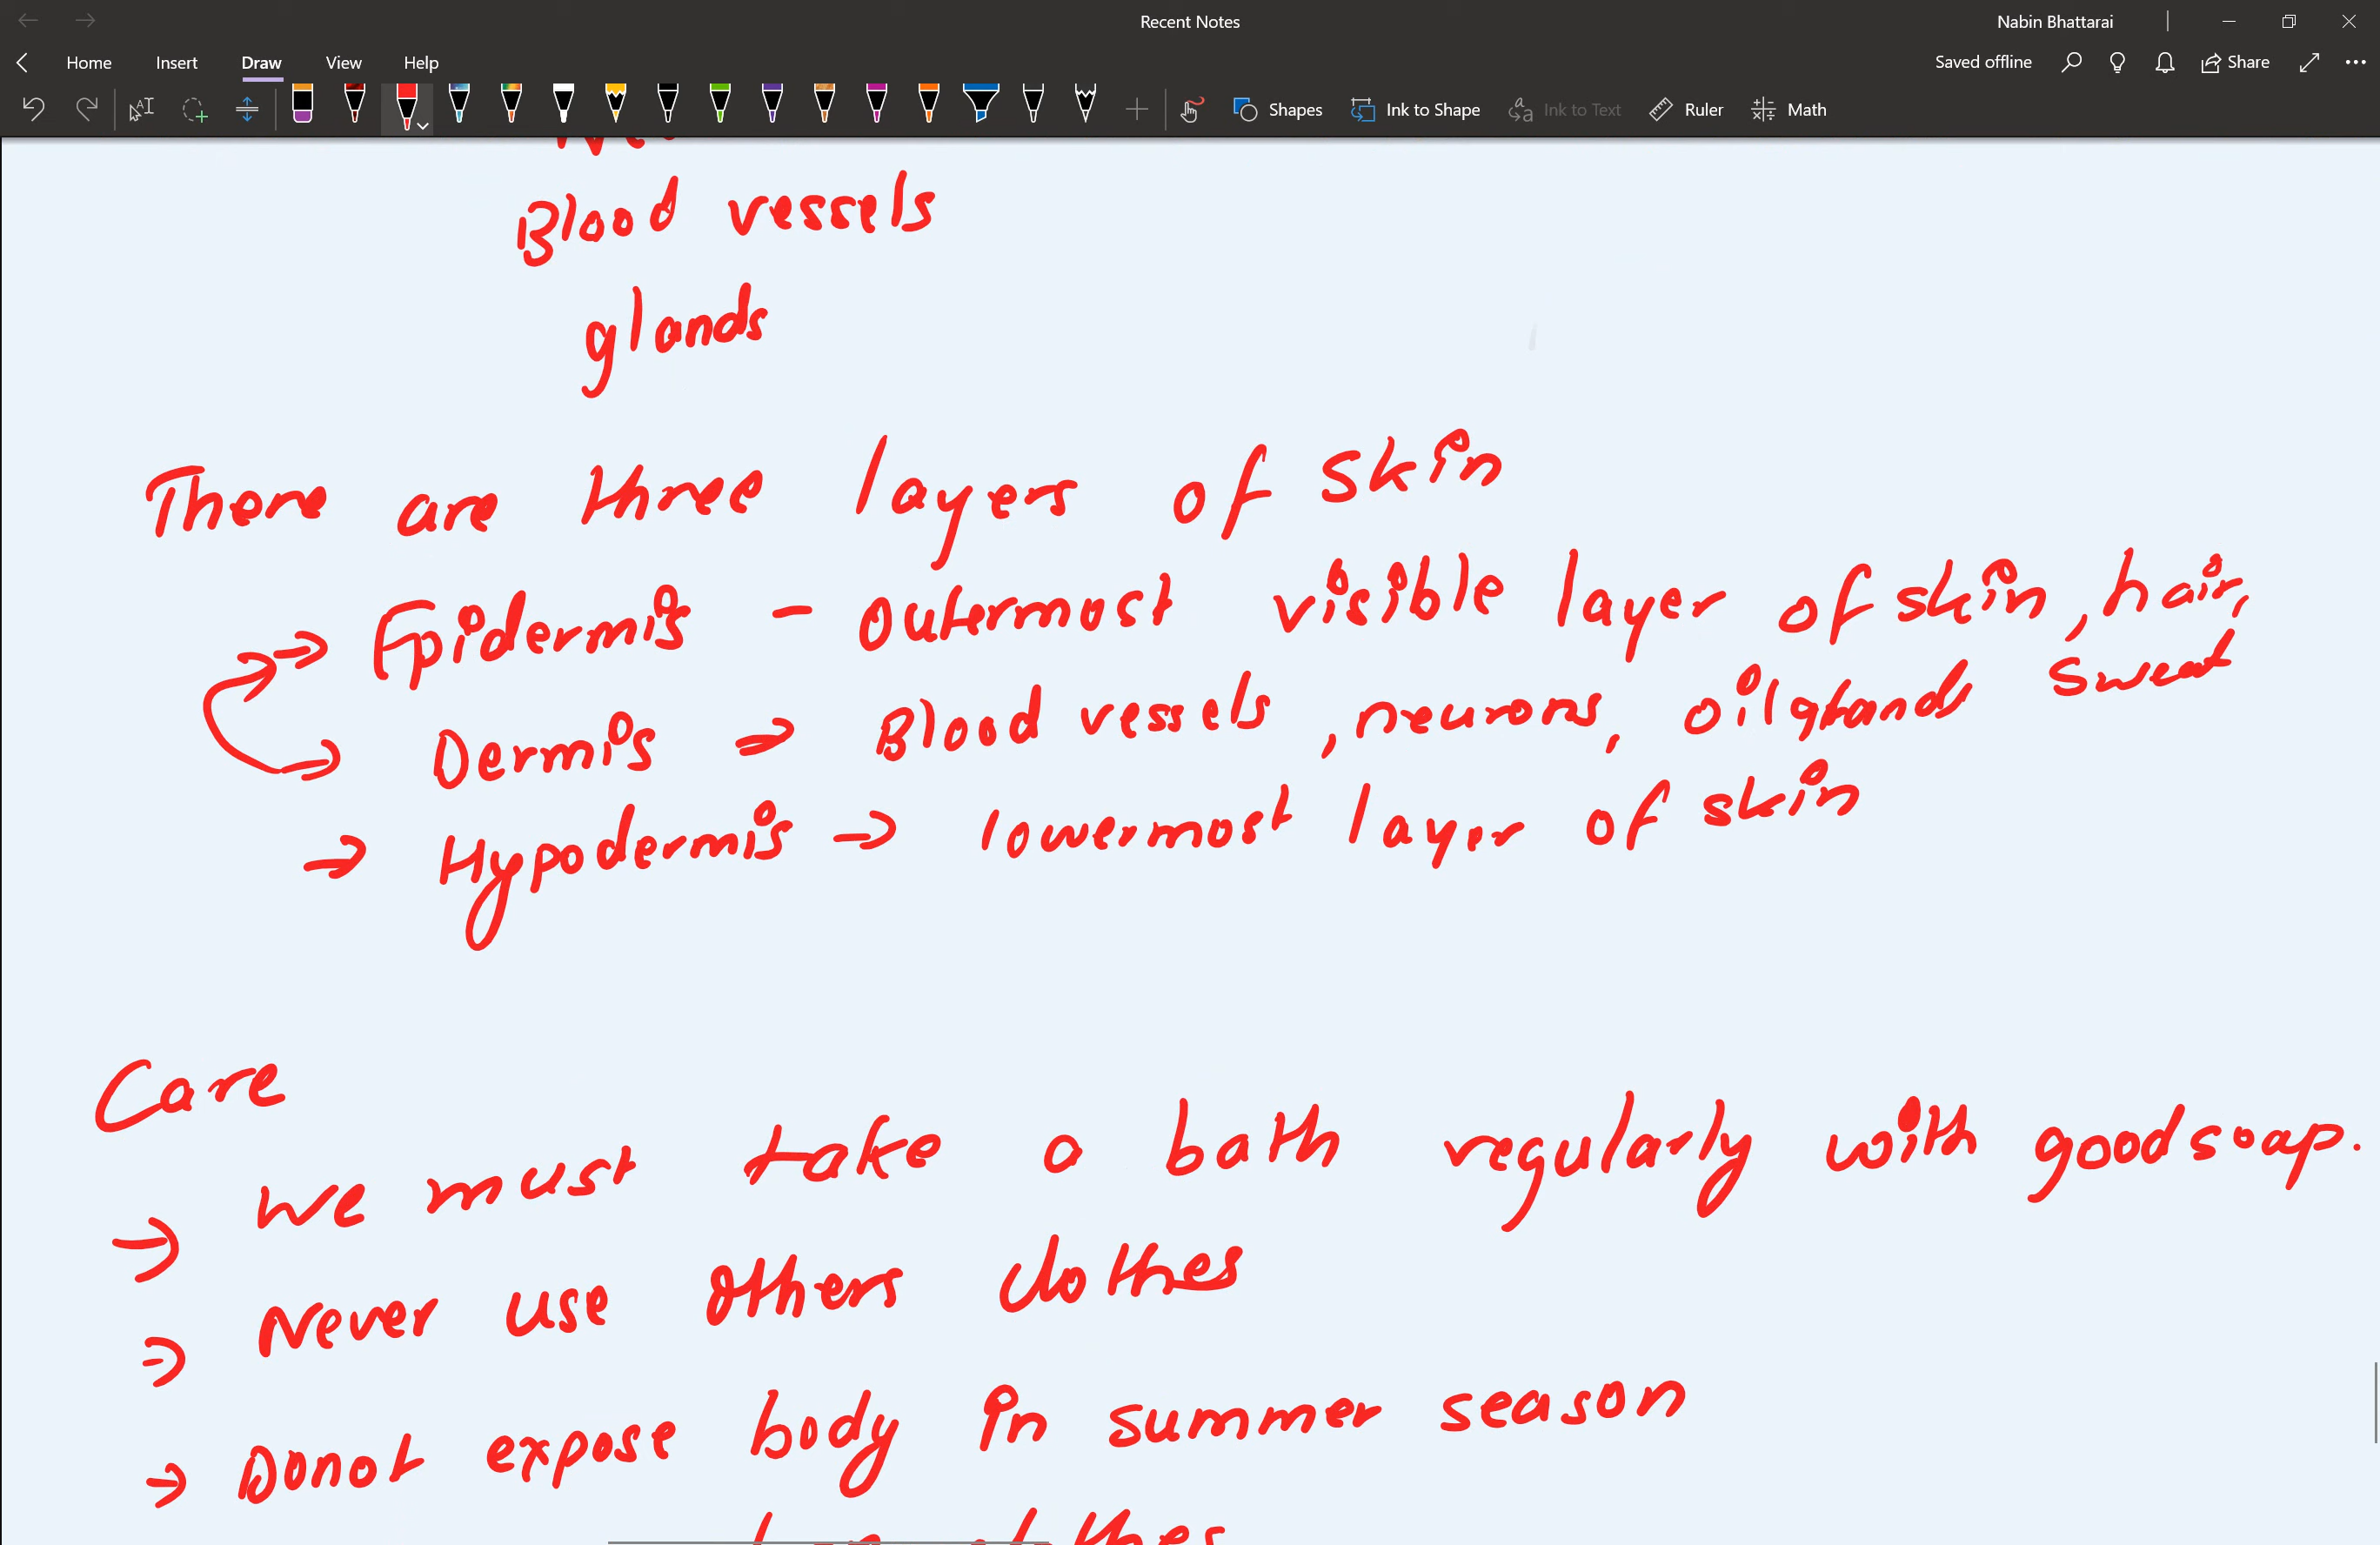 Recent Notes
Nabin Bhattarai
Home Insert Draw View Help
Saved offline
Share
Shapes Ink to Shape Ink to Text Ruler Math
Blood vessels
glands
There are three layers of skin
⇒ Epidermis - outermost visible layer of skin, hair,
→ Dermis ⇒ Blood vessels, neurons, oil glands sweat
→ Hypodermis → lowermost layer of skin
Care
→ We must take a bath regularly with good soap.
⇒ Never use others clothes
⇒ Donot expose body in summer season